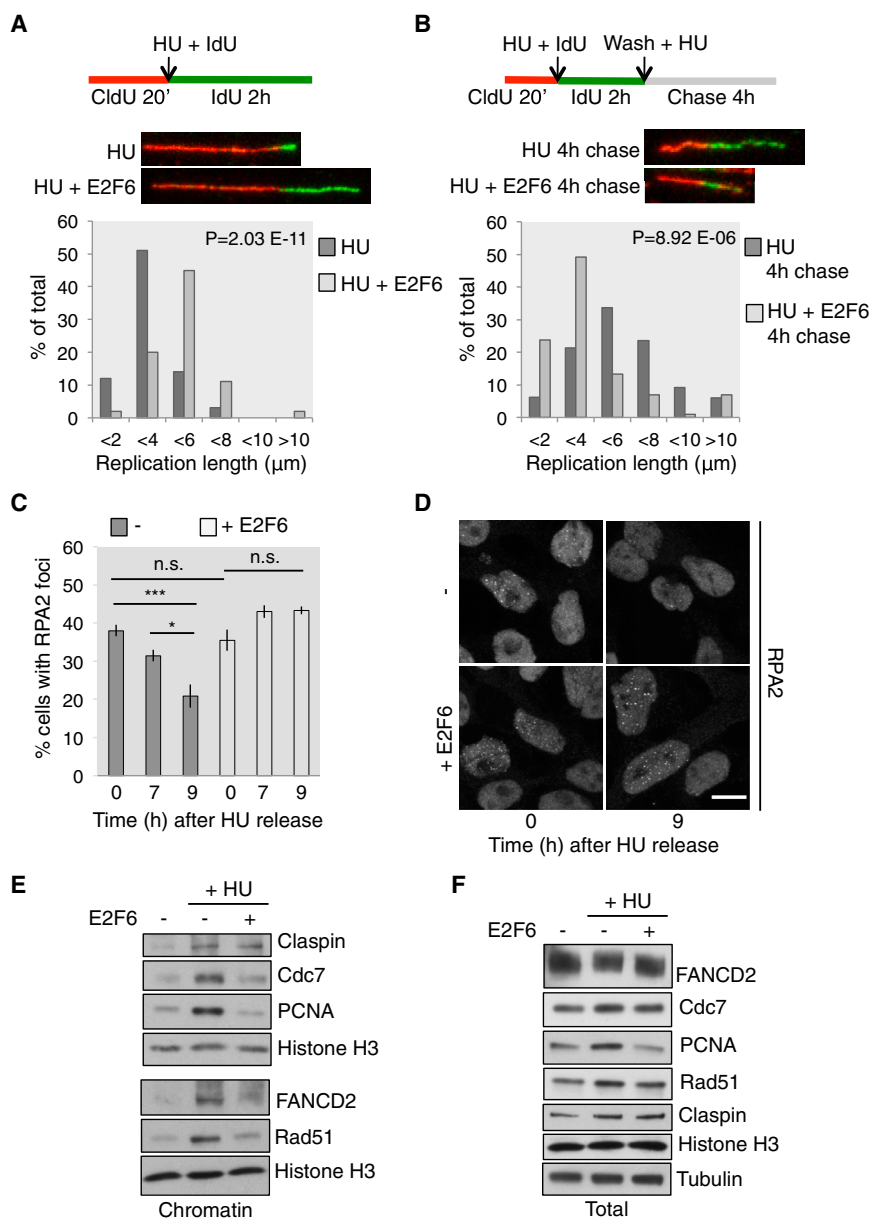 A
HU + IdU
CldU 20' IdU 2h
HU
HU + E2F6
P=2.03 E-11
60
50
40
30
20
10
0
% of total
<2 <4 <6 <8 <10 >10
Replication length (µm)
HU
HU + E2F6
B
HU + IdU Wash + HU
CldU 20' IdU 2h Chase 4h
HU 4h chase
HU + E2F6 4h chase
P=8.92 E-06
60
50
40
30
20
10
0
% of total
<2 <4 <6 <8 <10 >10
Replication length (µm)
HU
4h chase
HU + E2F6
4h chase
C
- + E2F6
n.s. n.s.
***
*
60
50
40
30
20
10
0
% cells with RPA2 foci
0 7 9 0 7 9
Time (h) after HU release
D
-
+ E2F6
RPA2
0 9
Time (h) after HU release
E
+ HU
E2F6 - - +
Claspin
Cdc7
PCNA
Histone H3
FANCD2
Rad51
Histone H3
Chromatin
F
+ HU
E2F6 - - +
FANCD2
Cdc7
PCNA
Rad51
Claspin
Histone H3
Tubulin
Total